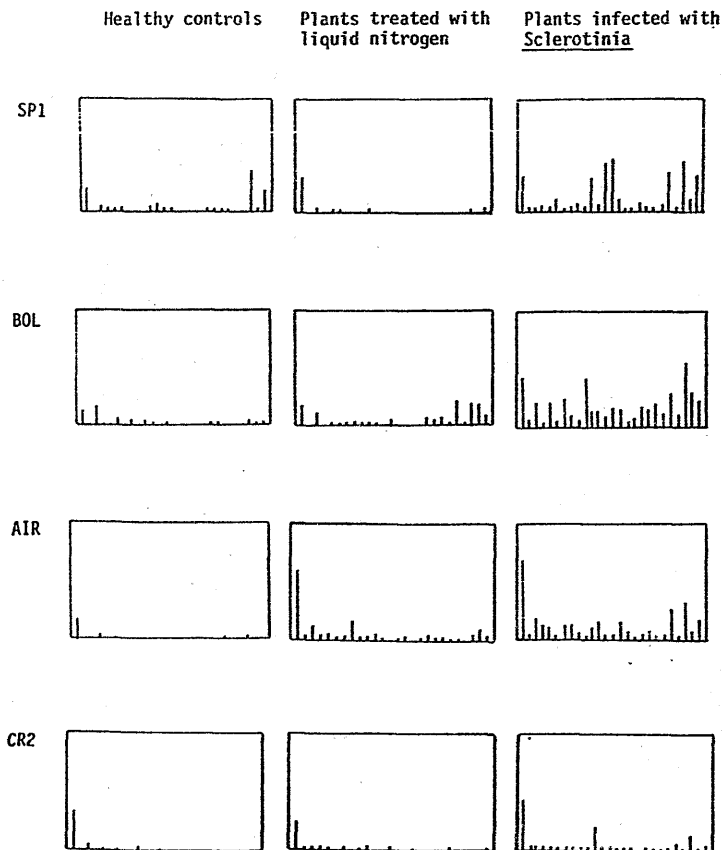 Healthy controls
Plants treated with
liquid nitrogen
Plants infected with
Sclerotinia
SP1
BOL
AIR
CR2